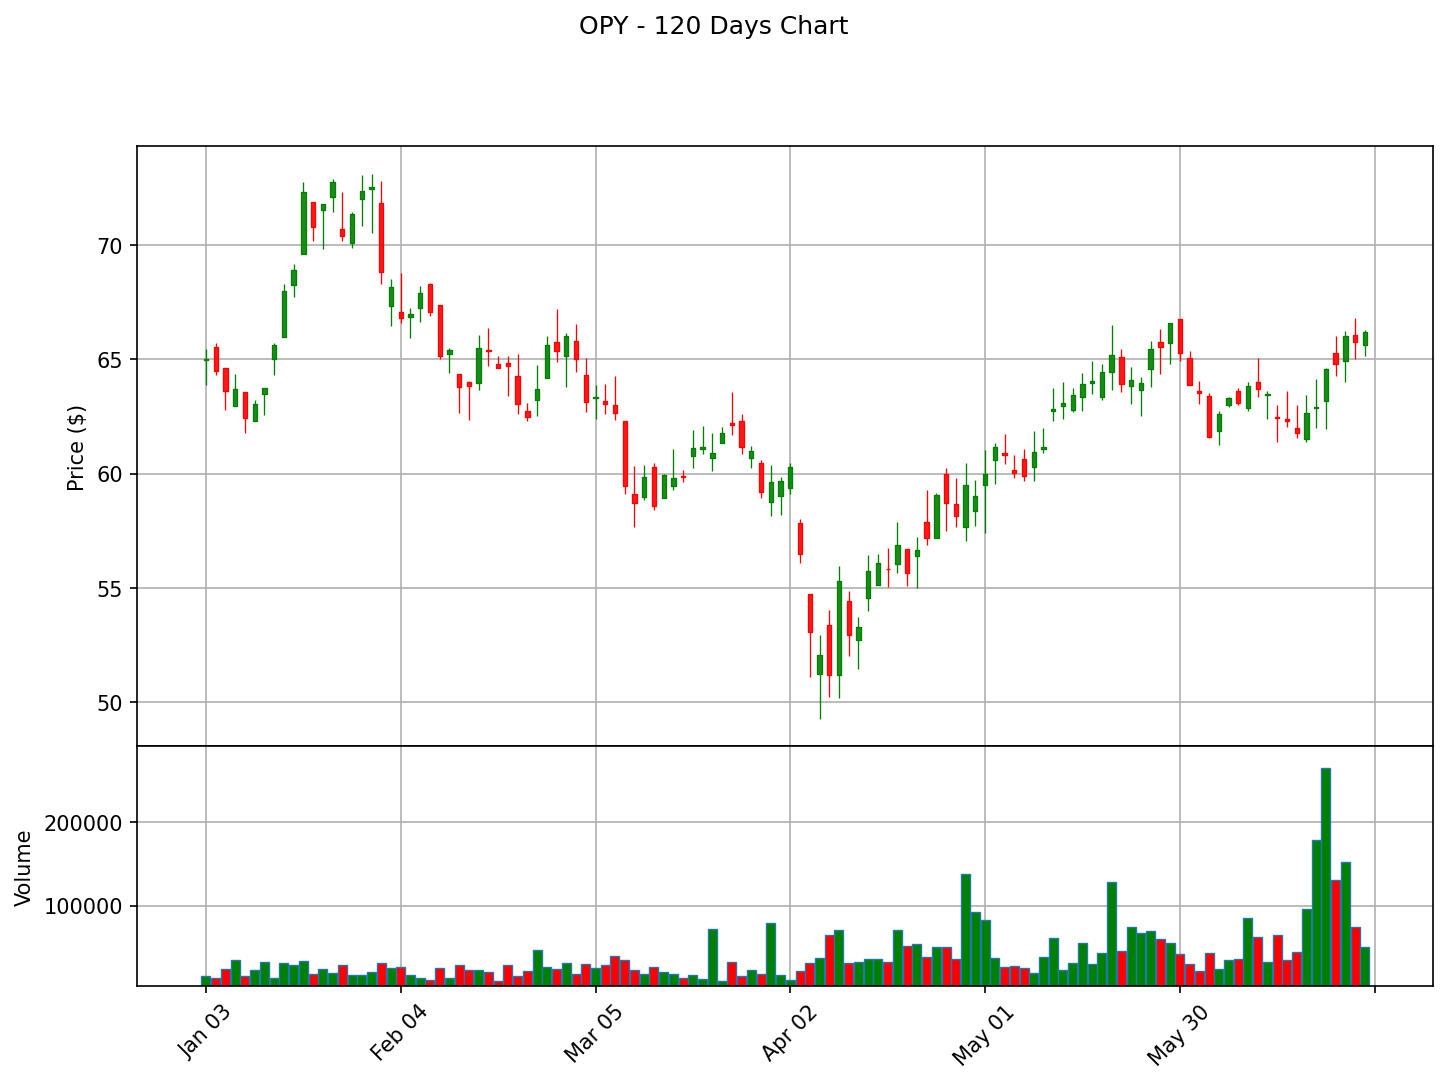 OPY - 120 Days Chart
Price ($)
70
65
60
55
50
Volume
200000
100000
Jan 03
Feb 04
Mar 05
Apr 02
May 01
May 30